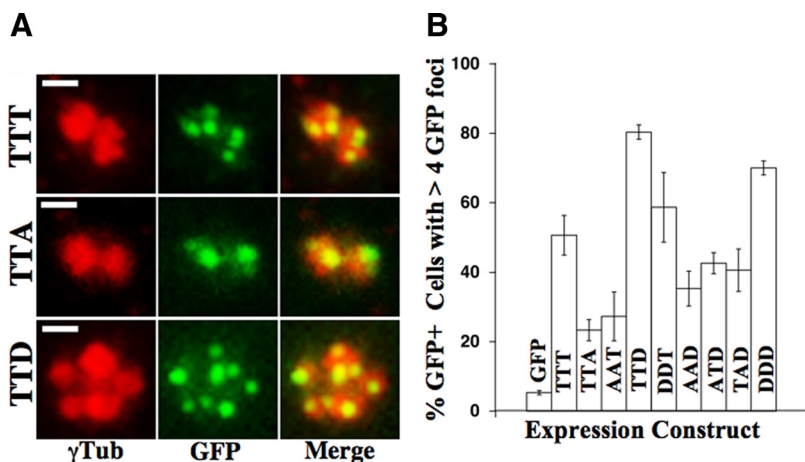 A
TTT
TTA
TTD
γTub GFP Merge
B
% GFP+ Cells with > 4 GFP foci
100
80
60
40
20
0
GFP TTT TTA AAT TTD DDT AAD ATD TAD DDD
Expression Construct